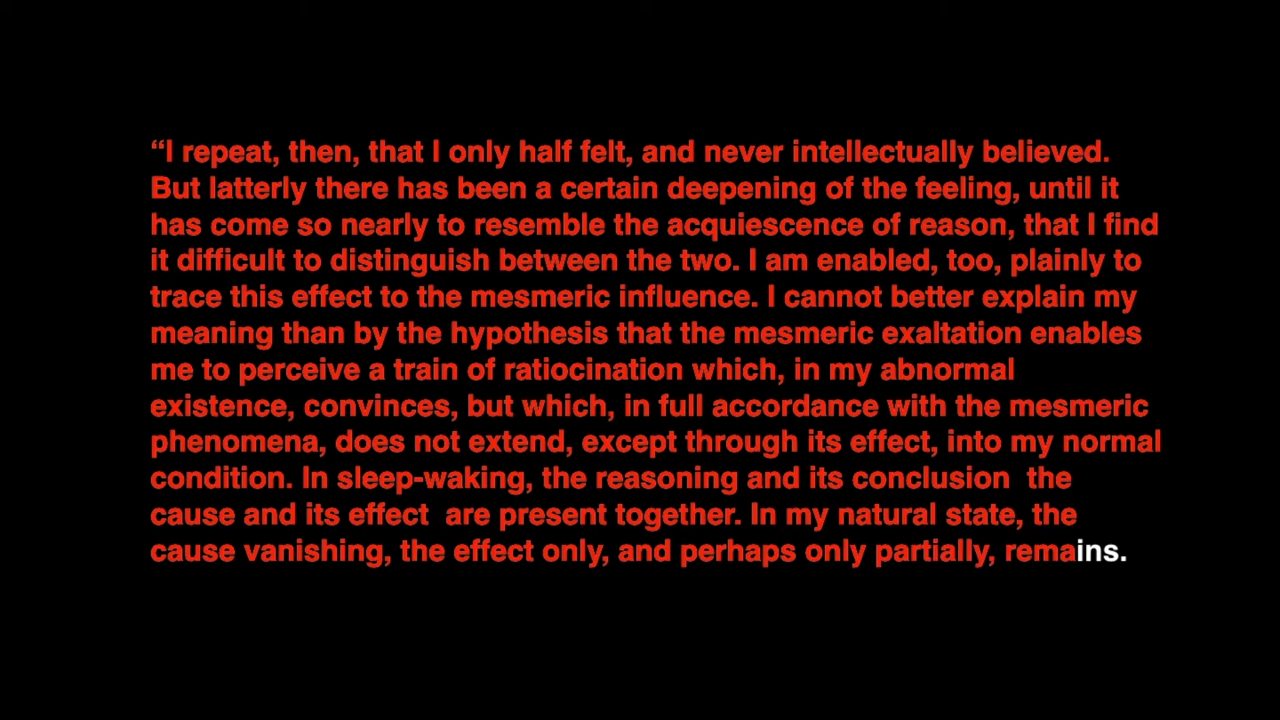 “I repeat, then, that I only half felt, and never intellectually believed.
But latterly there has been a certain deepening of the feeling, until it
has come so nearly to resemble the acquiescence of reason, that I find
it difficult to distinguish between the two. I am enabled, too, plainly to
trace this effect to the mesmeric influence. I cannot better explain my
meaning than by the hypothesis that the mesmeric exaltation enables
me to perceive a train of ratiocination which, in my abnormal
existence, convinces, but which, in full accordance with the mesmeric
phenomena, does not extend, except through its effect, into my normal
condition. In sleep-waking, the reasoning and its conclusion  the
cause and its effect  are present together. In my natural state, the
cause vanishing, the effect only, and perhaps only partially, remains.